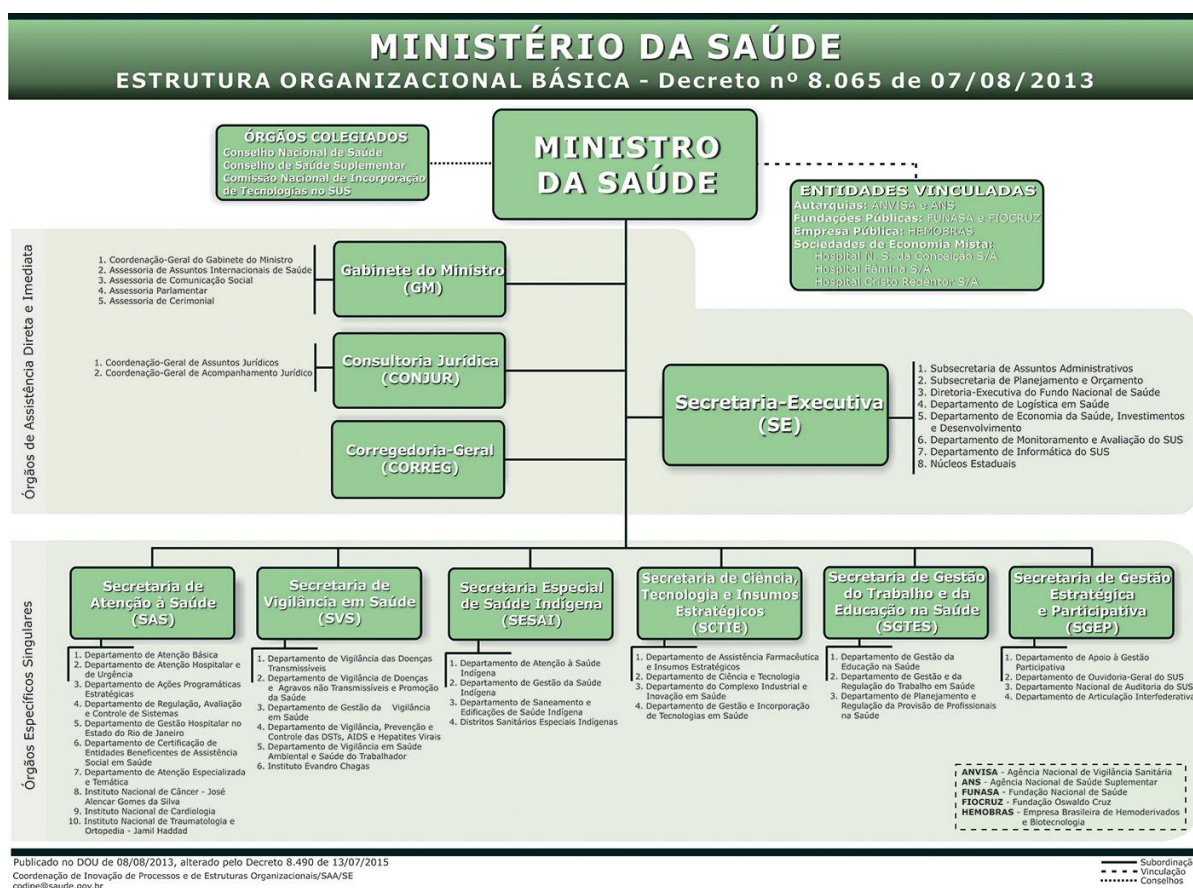 MINISTÉRIO DA SAÚDE
ESTRUTURA ORGANIZACIONAL BÁSICA - Decreto nº 8.065 de 07/08/2013
ÓRGÃOS COLEGIADOS
Conselho Nacional de Saúde
Conselho de Saúde Suplementar
Comissão Nacional de Incorporação
de Tecnologias no SUS
MINISTRO
DA SAÚDE
ENTIDADES VINCULADAS
Autarquias: ANVISA e ANS
Fundações Públicas: FUNASA e FIOCRUZ
Empresa Pública: HEMOBRAS
Sociedades de Economia Mista:
Hospital N. S. da Conceição S/A
Hospital Fêmina S/A
Hospital Cristo Redentor S/A
Órgãos de Assistência Direta e Imediata
1. Coordenação-Geral do Gabinete do Ministro
2. Assessoria de Assuntos Internacionais de Saúde
3. Assessoria de Comunicação Social
4. Assessoria Parlamentar
5. Assessoria de Cerimonial
Gabinete do Ministro
(GM)
1. Coordenação-Geral de Assuntos Jurídicos
2. Coordenação-Geral de Acompanhamento Jurídico
Consultoria Jurídica
(CONJUR)
Corregedoria-Geral
(CORREG)
Secretaria-Executiva
(SE)
1. Subsecretaria de Assuntos Administrativos
2. Subsecretaria de Planejamento e Orçamento
3. Diretoria-Executiva do Fundo Nacional de Saúde
4. Departamento de Logística em Saúde
5. Departamento de Economia da Saúde, Investimentos
e Desenvolvimento
6. Departamento de Monitoramento e Avaliação do SUS
7. Departamento de Informática do SUS
8. Núcleos Estaduais
Órgãos Específicos Singulares
Secretaria de
Atenção à Saúde
(SAS)
1. Departamento de Atenção Básica
2. Departamento de Atenção Hospitalar e
de Urgência
3. Departamento de Ações Programáticas
Estratégicas
4. Departamento de Regulação, Avaliação
e Controle de Sistemas
5. Departamento de Gestão Hospitalar no
Estado do Rio de Janeiro
6. Departamento de Certificação de
Entidades Beneficentes de Assistência
Social em Saúde
7. Departamento de Atenção Especializada
e Temática
8. Instituto Nacional de Câncer - José
Alencar Gomes da Silva
9. Instituto Nacional de Cardiologia
10. Instituto Nacional de Traumatologia e
Ortopedia - Jamil Haddad
Secretaria de
Vigilância em Saúde
(SVS)
1. Departamento de Vigilância das Doenças
Transmissíveis
2. Departamento de Vigilância de Doenças
e Agravos não Transmissíveis e Promoção
da Saúde
3. Departamento de Gestão da Vigilância
em Saúde
4. Departamento de Vigilância, Prevenção e
Controle das DSTs, AIDS e Hepatites Virais
5. Departamento de Vigilância em Saúde
Ambiental e Saúde do Trabalhador
6. Instituto Evandro Chagas
Secretaria Especial
de Saúde Indígena
(SESAI)
1. Departamento de Atenção à Saúde
Indígena
2. Departamento de Gestão da Saúde
Indígena
3. Departamento de Saneamento e
Edificações de Saúde Indígena
4. Distritos Sanitários Especiais Indígenas
Secretaria de Ciência,
Tecnologia e Insumos
Estratégicos
(SCTIE)
1. Departamento de Assistência Farmacêutica
e Insumos Estratégicos
2. Departamento de Ciência e Tecnologia
3. Departamento do Complexo Industrial e
Inovação em Saúde
4. Departamento de Gestão e Incorporação
de Tecnologias em Saúde
Secretaria de Gestão
do Trabalho e da
Educação na Saúde
(SGTES)
1. Departamento de Gestão da
Educação na Saúde
2. Departamento de Gestão e da
Regulação do Trabalho em Saúde
3. Departamento de Planejamento e
Regulação da Provisão de Profissionais
na Saúde
Secretaria de Gestão
Estratégica
e Participativa
(SGEP)
1. Departamento de Apoio à Gestão
Participativa
2. Departamento de Ouvidoria-Geral do SUS
3. Departamento Nacional de Auditoria do SUS
4. Departamento de Articulação Interfederativa
ANVISA - Agência Nacional de Vigilância Sanitária
ANS - Agência Nacional de Saúde Suplementar
FUNASA - Fundação Nacional de Saúde
FIOCRUZ - Fundação Oswaldo Cruz
HEMOBRAS - Empresa Brasileira de Hemoderivados
e Biotecnologia
Publicado no DOU de 08/08/2013, alterado pelo Decreto 8.490 de 13/07/2015
Coordenação de Inovação de Processos e de Estruturas Organizacionais/SAA/SE
codipe@saude.gov.br
Subordinação
Vinculação
Conselhos